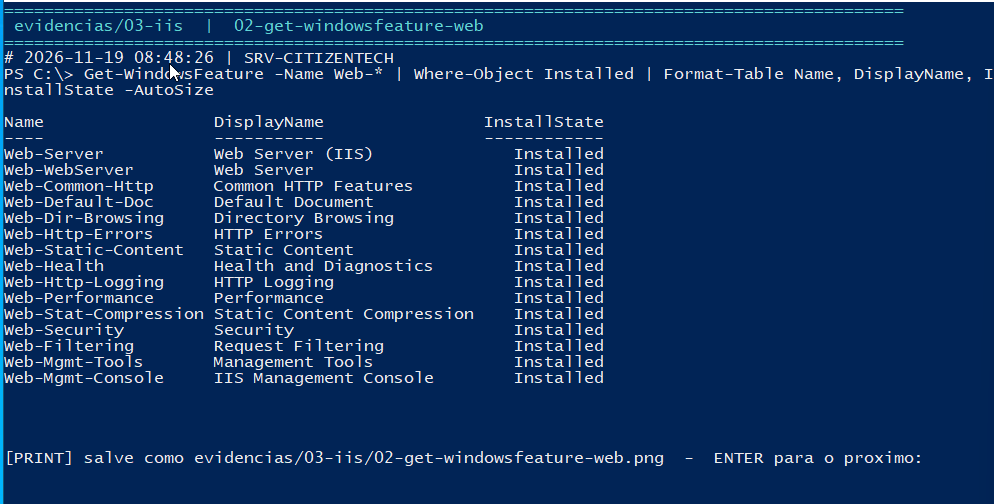 ==========================================================================================
evidencias/03-iis | 02-get-windowsfeature-web
==========================================================================================
# 2026-11-19 08:48:26 | SRV-CITIZENTECH
PS C:\> Get-WindowsFeature -Name Web-* | Where-Object Installed | Format-Table Name, DisplayName, I
nstallState -AutoSize
Name DisplayName InstallState
---- ----------- ------------
Web-Server Web Server (IIS) Installed
Web-WebServer Web Server Installed
Web-Common-Http Common HTTP Features Installed
Web-Default-Doc Default Document Installed
Web-Dir-Browsing Directory Browsing Installed
Web-Http-Errors HTTP Errors Installed
Web-Static-Content Static Content Installed
Web-Health Health and Diagnostics Installed
Web-Http-Logging HTTP Logging Installed
Web-Performance Performance Installed
Web-Stat-Compression Static Content Compression Installed
Web-Security Security Installed
Web-Filtering Request Filtering Installed
Web-Mgmt-Tools Management Tools Installed
Web-Mgmt-Console IIS Management Console Installed
[PRINT] salve como evidencias/03-iis/02-get-windowsfeature-web.png - ENTER para o proximo: